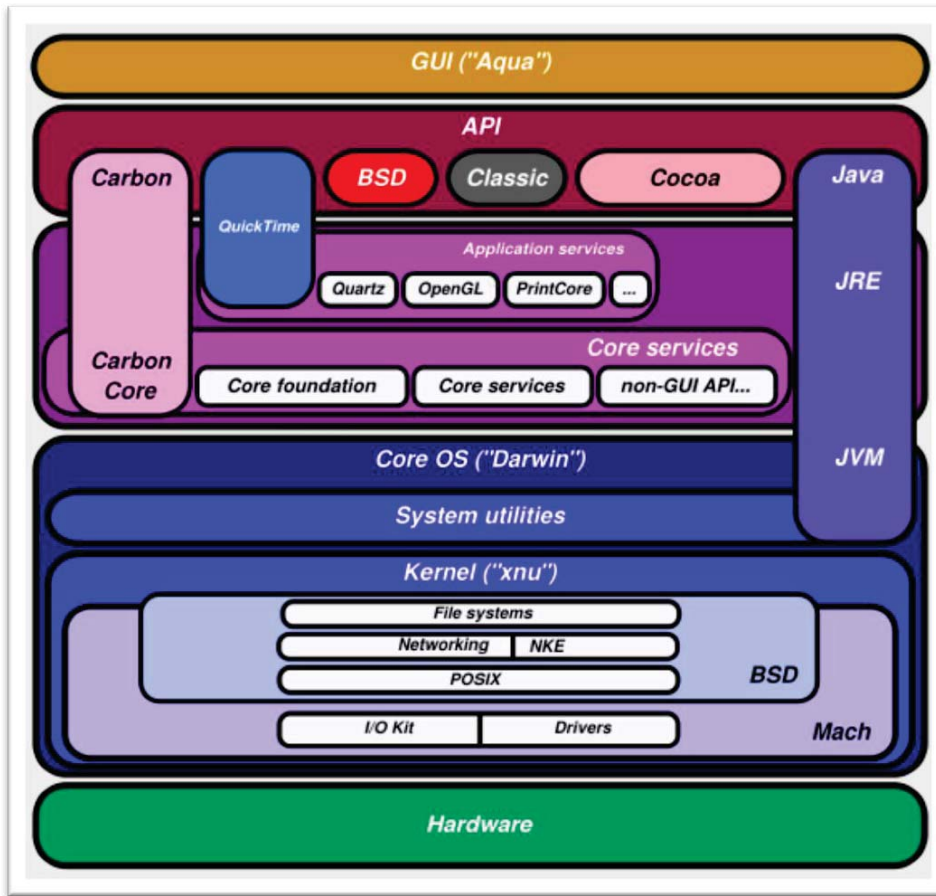 GUI ("Aqua")
API
Carbon
QuickTime
BSD
Classic
Cocoa
Java
Application services
Quartz
OpenGL
PrintCore
...
JRE
Carbon
Core
Core services
Core foundation
Core services
non-GUI API...
Core OS ("Darwin")
JVM
System utilities
Kernel ("xnu")
File systems
Networking
NKE
POSIX
BSD
I/O Kit
Drivers
Mach
Hardware